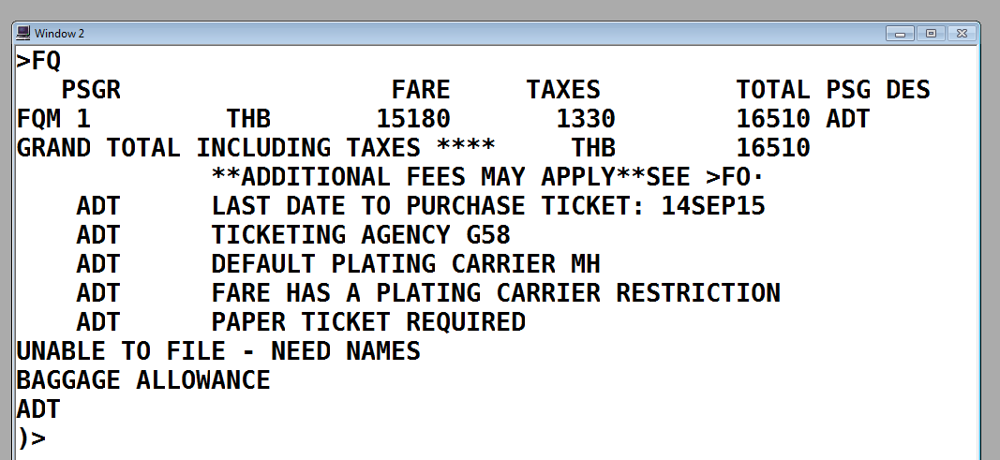 Window 2
>FQ
PSGR FARE TAXES TOTAL PSG DES
FQM 1 THB 15180 1330 16510 ADT
GRAND TOTAL INCLUDING TAXES **** THB 16510
**ADDITIONAL FEES MAY APPLY**SEE >FO·
ADT LAST DATE TO PURCHASE TICKET: 14SEP15
ADT TICKETING AGENCY G58
ADT DEFAULT PLATING CARRIER MH
ADT FARE HAS A PLATING CARRIER RESTRICTION
ADT PAPER TICKET REQUIRED
UNABLE TO FILE - NEED NAMES
BAGGAGE ALLOWANCE
ADT
)>